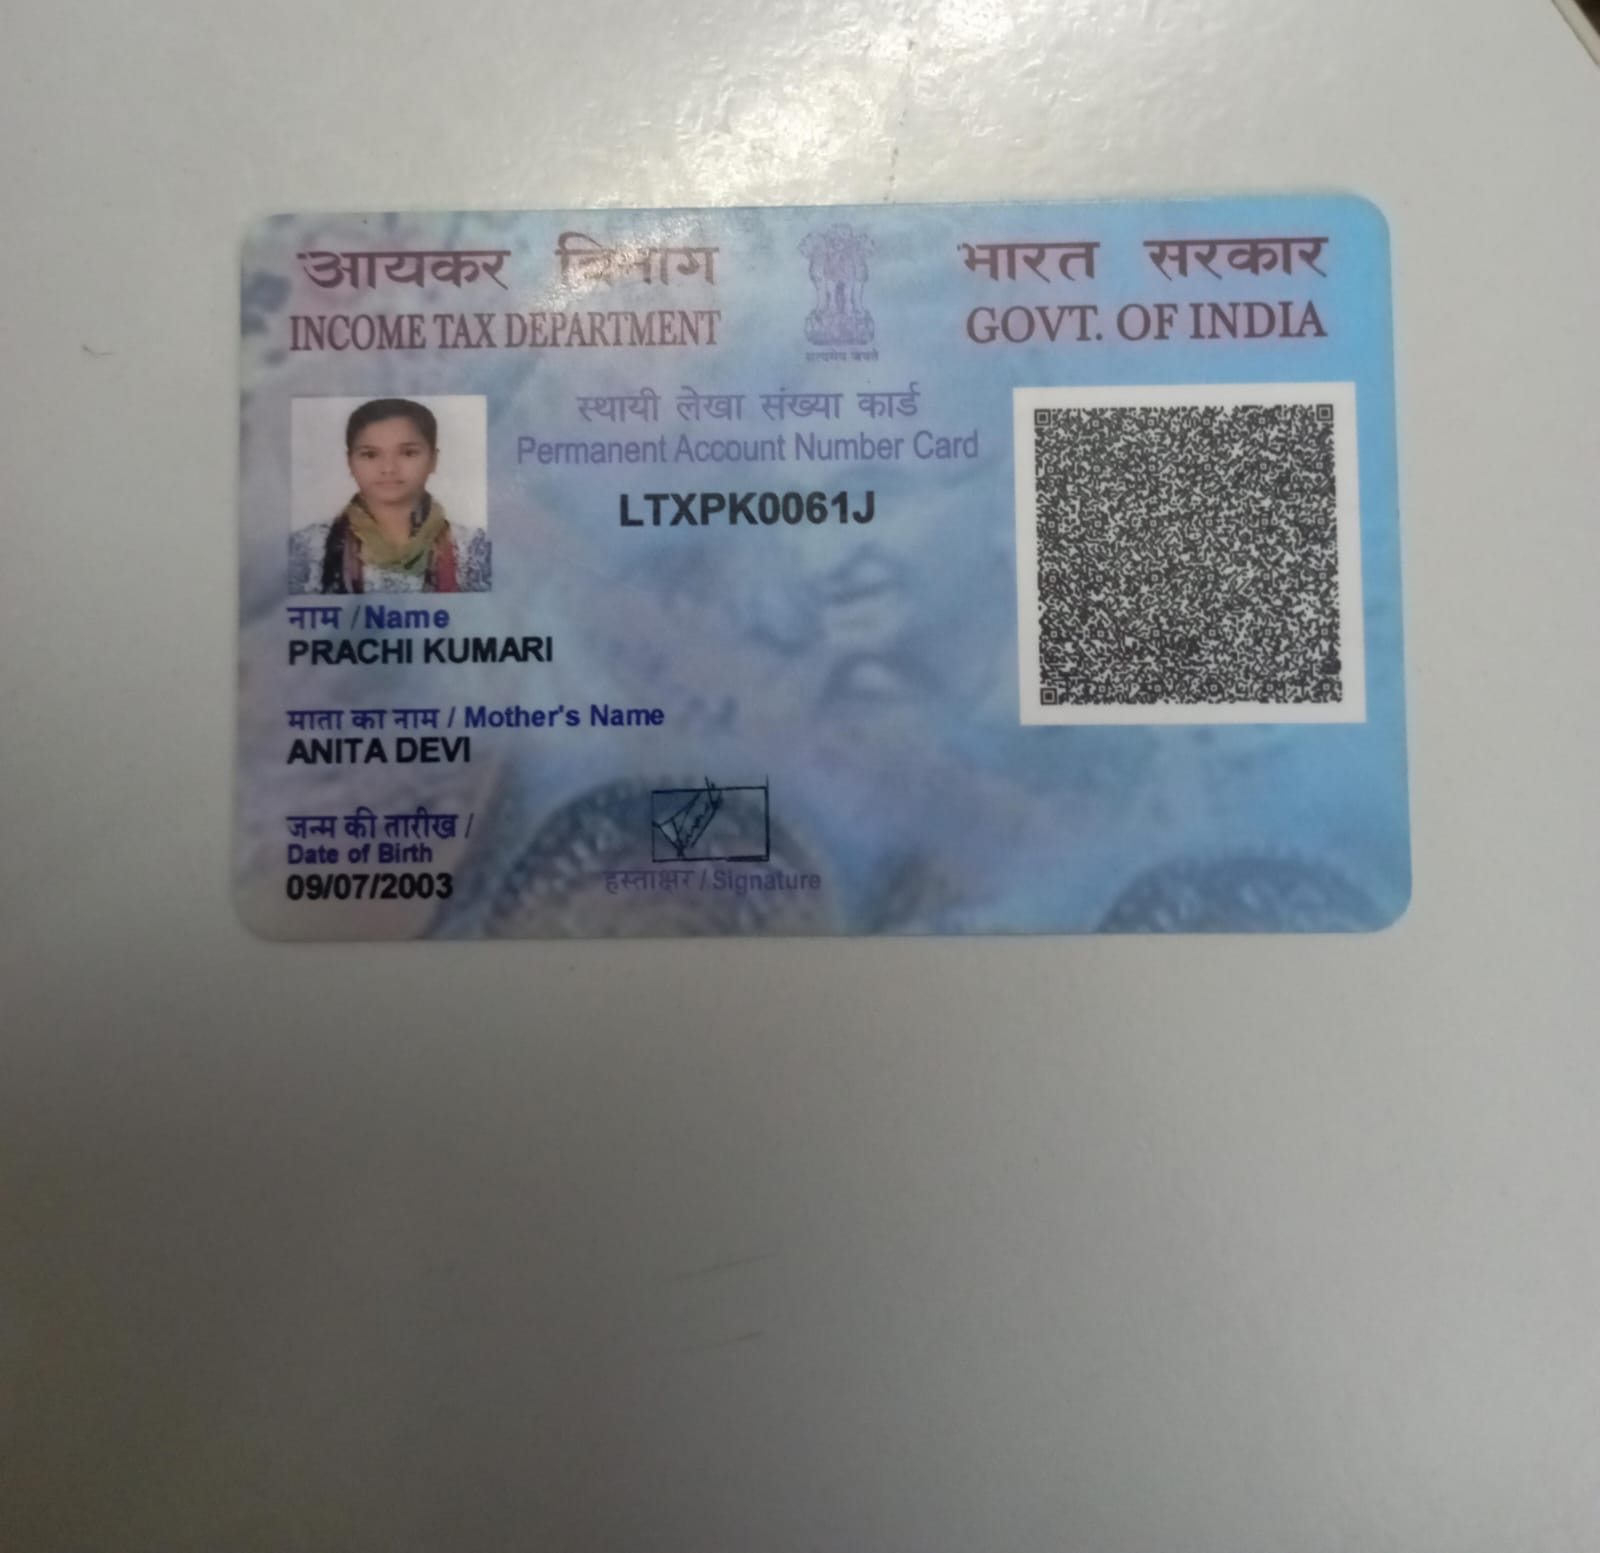 आयकर विभाग
INCOME TAX DEPARTMENT
सत्यमेव जयते
भारत सरकार
GOVT. OF INDIA
स्थायी लेखा संख्या कार्ड
Permanent Account Number Card
LTXPK0061J
नाम / Name
PRACHI KUMARI
माता का नाम / Mother's Name
ANITA DEVI
जन्म की तारीख /
Date of Birth
09/07/2003
हस्ताक्षर / Signature